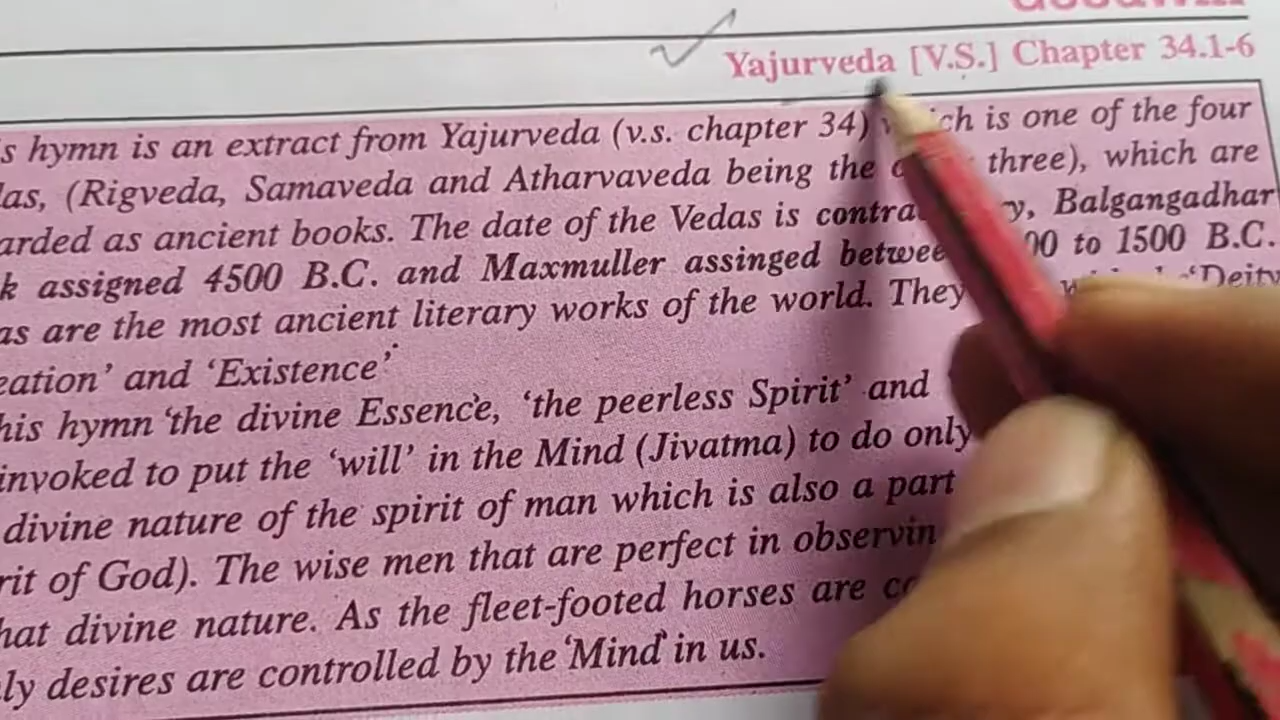 Yajurveda [V.S.] Chapter 34.1-6
s hymn is an extract from Yajurveda (v.s. chapter 34) which is one of the four
las, (Rigveda, Samaveda and Atharvaveda being the three), which are
arded as ancient books. The date of the Vedas is Balgangadhar
k assigned 4500 B.C. and Maxmuller assinged 00 to 1500 B.C.
as are the most ancient literary works of the world. They 'Deity
eation' and 'Existence'
his hymn 'the divine Essence, 'the peerless Spirit' and
invoked to put the 'will' in the Mind (Jivatma) to do only
divine nature of the spirit of man which is also a part
rit of God). The wise men that are perfect in observin
hat divine nature. As the fleet-footed horses are
ly desires are controlled by the 'Mind' in us.